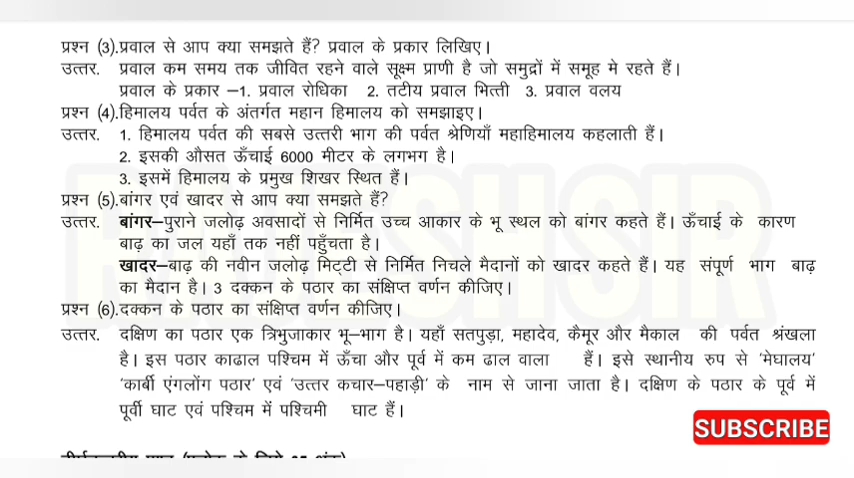 प्रश्न (3).प्रवाल से आप क्या समझते हैं? प्रवाल के प्रकार लिखिए।
उत्तर. प्रवाल कम समय तक जीवित रहने वाले सूक्ष्म प्राणी है जो समुद्रों में समूह मे रहते हैं।
प्रवाल के प्रकार –1. प्रवाल रोधिका 2. तटीय प्रवाल भित्ती 3. प्रवाल वलय
प्रश्न (4).हिमालय पर्वत के अंतर्गत महान हिमालय को समझाइए।
उत्तर. 1. हिमालय पर्वत की सबसे उत्तरी भाग की पर्वत श्रेणियाँ महाहिमालय कहलाती हैं।
2. इसकी औसत ऊँचाई 6000 मीटर के लगभग है।
3. इसमें हिमालय के प्रमुख शिखर स्थित हैं।
प्रश्न (5).बांगर एवं खादर से आप क्या समझते हैं?
उत्तर. बांगर–पुराने जलोढ़ अवसादों से निर्मित उच्च आकार के भू स्थल को बांगर कहते हैं। ऊँचाई के कारण
बाढ़ का जल यहाँ तक नहीं पहुँचता है।
खादर–बाढ़ की नवीन जलोढ़ मिट्टी से निर्मित निचले मैदानों को खादर कहते हैं। यह संपूर्ण भाग बाढ़
का मैदान है। 3 दक्कन के पठार का संक्षिप्त वर्णन कीजिए।
प्रश्न (6).दक्कन के पठार का संक्षिप्त वर्णन कीजिए।
उत्तर. दक्षिण का पठार एक त्रिभुजाकार भू–भाग है। यहाँ सतपुड़ा, महादेव, कैमूर और मैकाल की पर्वत श्रंखला
है। इस पठार काढाल पश्चिम में ऊँचा और पूर्व में कम ढाल वाला हैं। इसे स्थानीय रुप से 'मेघालय'
'कार्बी एंगलोंग पठार' एवं 'उत्तर कचार–पहाड़ी' के नाम से जाना जाता है। दक्षिण के पठार के पूर्व में
पूर्वी घाट एवं पश्चिम में पश्चिमी घाट हैं।
SUBSCRIBE